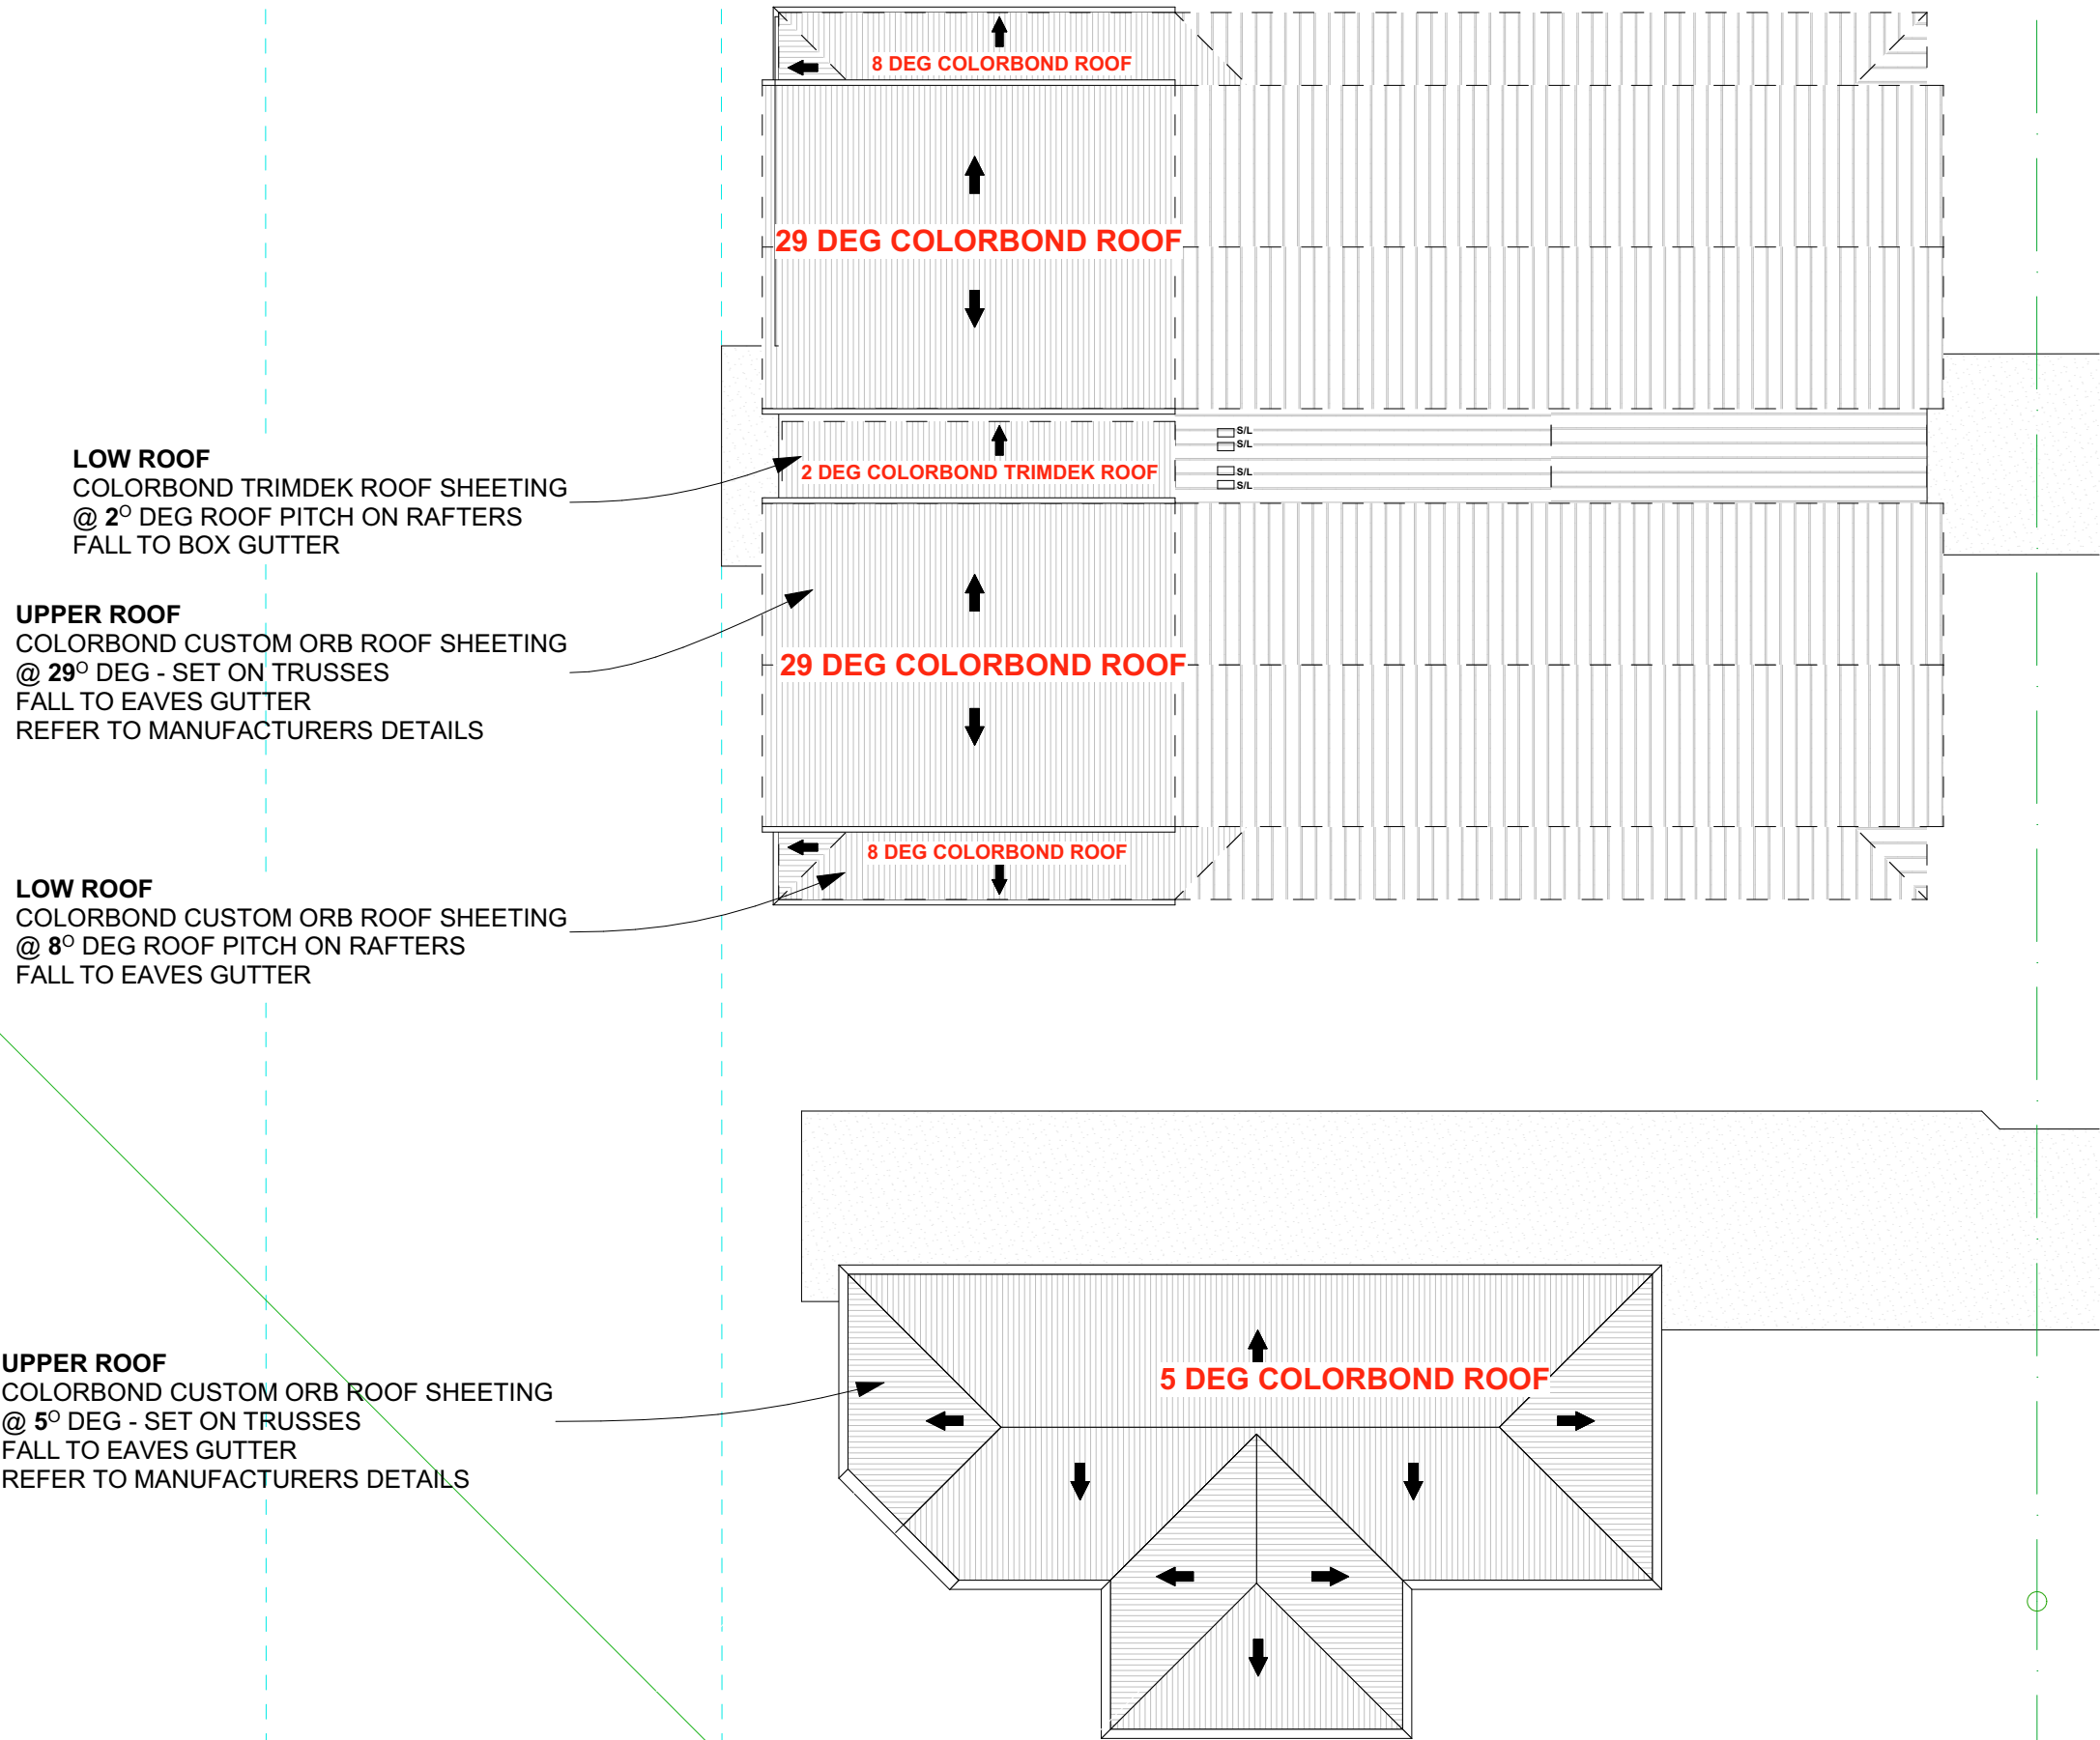 8 DEG COLORBOND ROOF
29 DEG COLORBOND ROOF
S/L
S/L
S/L
S/L
2 DEG COLORBOND TRIMDEK ROOF
LOW ROOF
COLORBOND TRIMDEK ROOF SHEETING
@ 2° DEG ROOF PITCH ON RAFTERS
FALL TO BOX GUTTER
UPPER ROOF
COLORBOND CUSTOM ORB ROOF SHEETING
@ 29° DEG - SET ON TRUSSES
FALL TO EAVES GUTTER
REFER TO MANUFACTURERS DETAILS
29 DEG COLORBOND ROOF
8 DEG COLORBOND ROOF
LOW ROOF
COLORBOND CUSTOM ORB ROOF SHEETING
@ 8° DEG ROOF PITCH ON RAFTERS
FALL TO EAVES GUTTER
UPPER ROOF
COLORBOND CUSTOM ORB ROOF SHEETING
@ 5° DEG - SET ON TRUSSES
FALL TO EAVES GUTTER
REFER TO MANUFACTURERS DETAILS
5 DEG COLORBOND ROOF